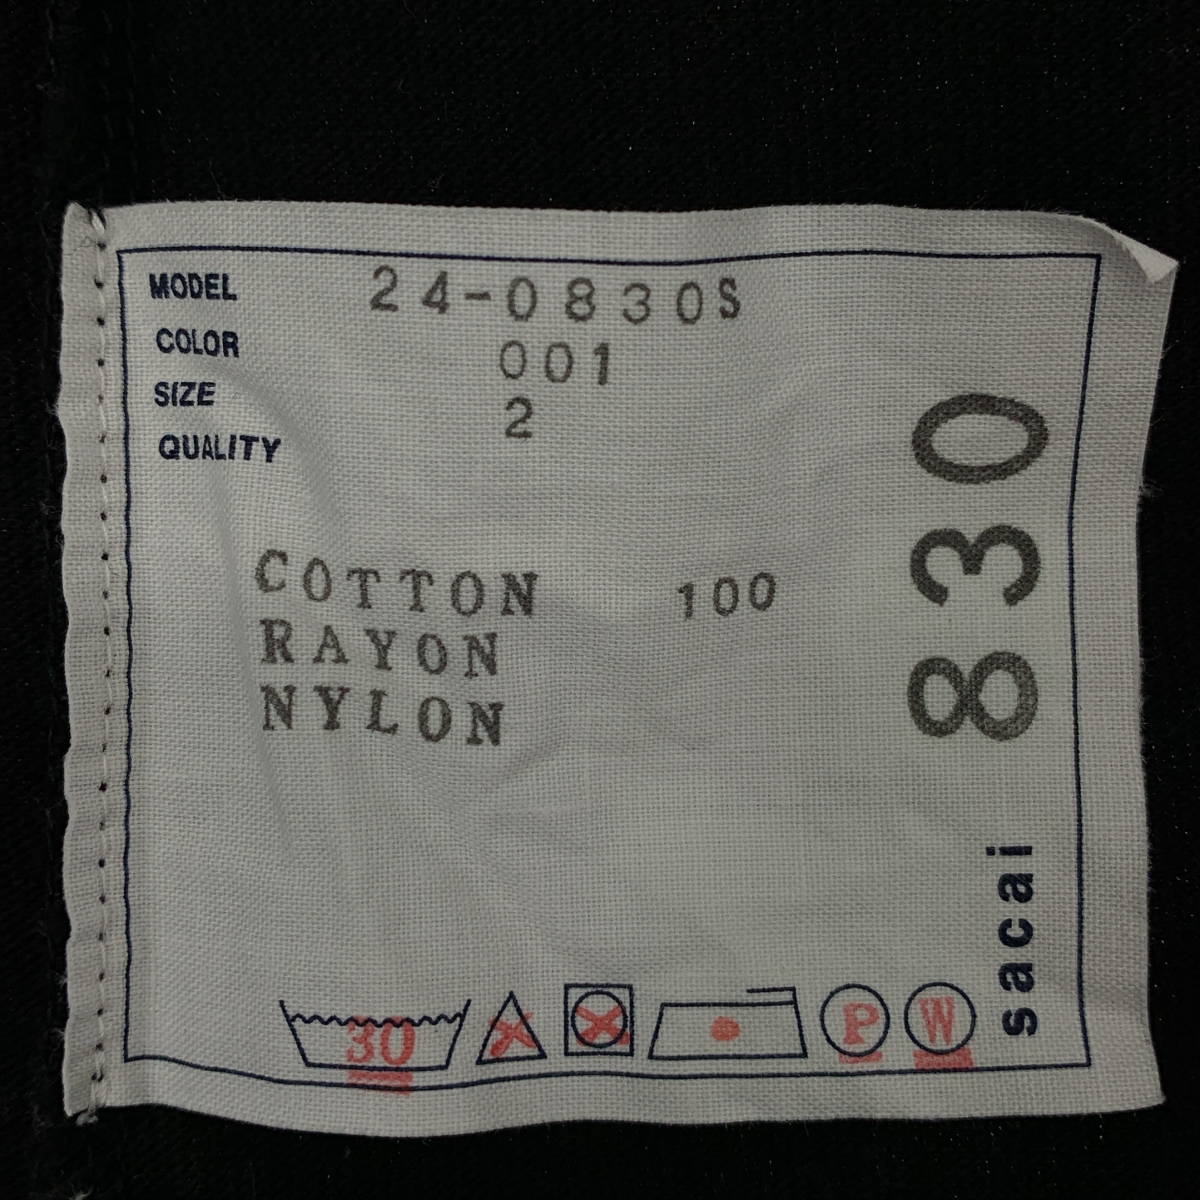 MODEL 24-0830S
COLOR 001
SIZE 2
QUALITY
COTTON 100
RAYON
NYLON
830
sacai
30
P
W